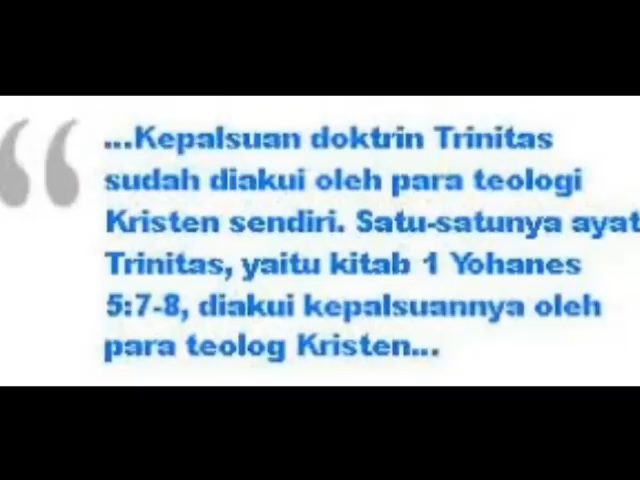 ...Kepalsuan doktrin Trinitas
sudah diakui oleh para teologi
Kristen sendiri. Satu-satunya ayat
Trinitas, yaitu kitab 1 Yohanes
5:7-8, diakui kepalsuannya oleh
para teolog Kristen...